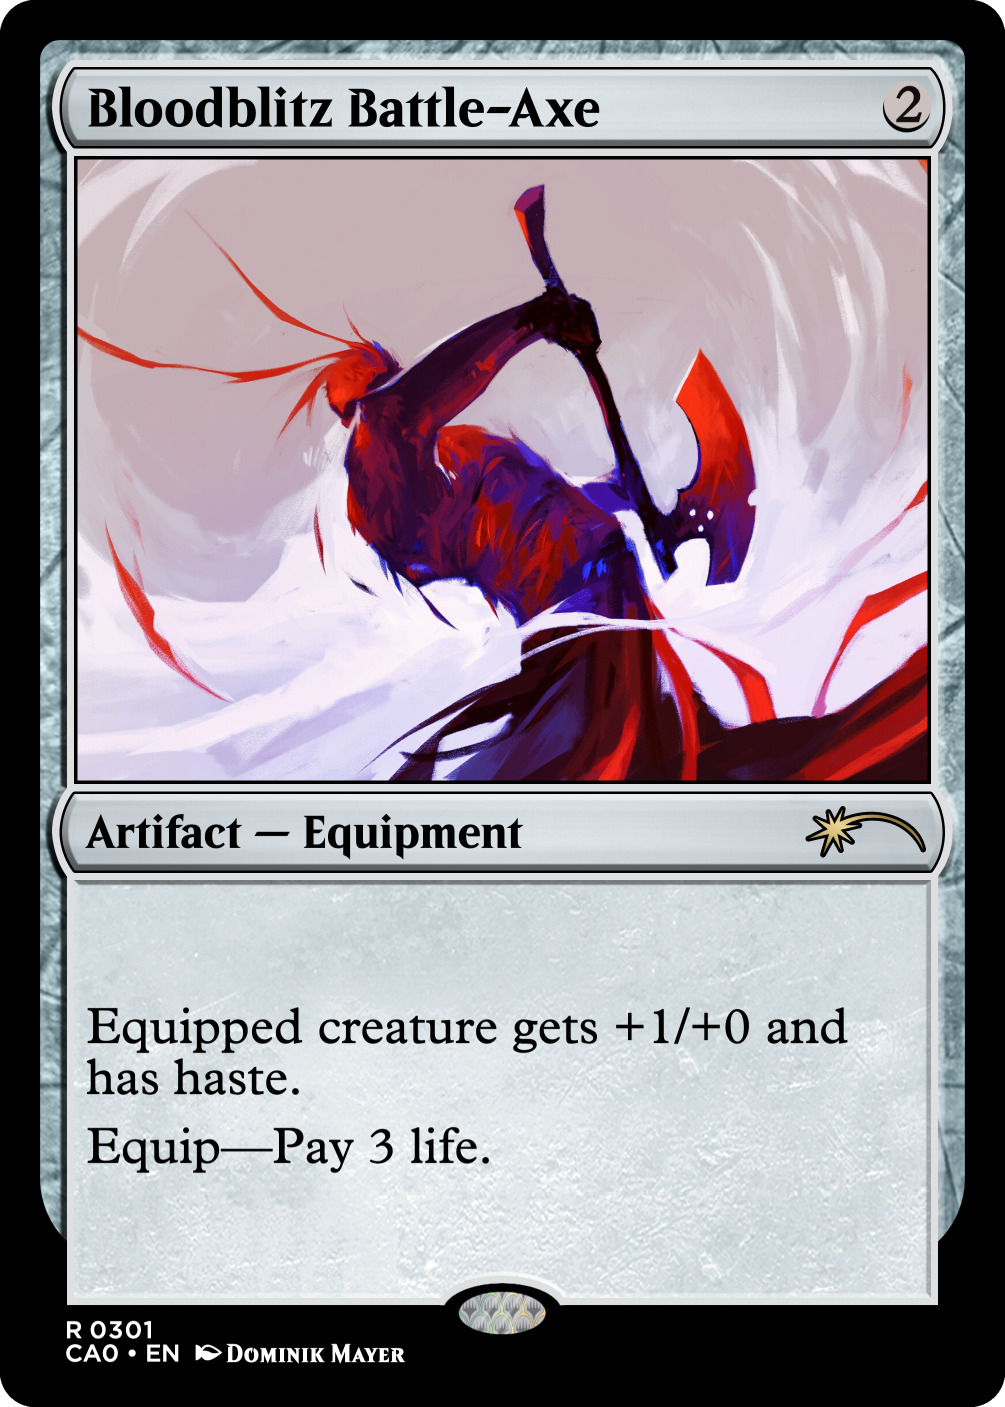 Bloodblitz Battle-Axe 2
Artifact — Equipment
Equipped creature gets +1/+0 and
has haste.
Equip—Pay 3 life.
R 0301
CAO • EN DOMINIK MAYER